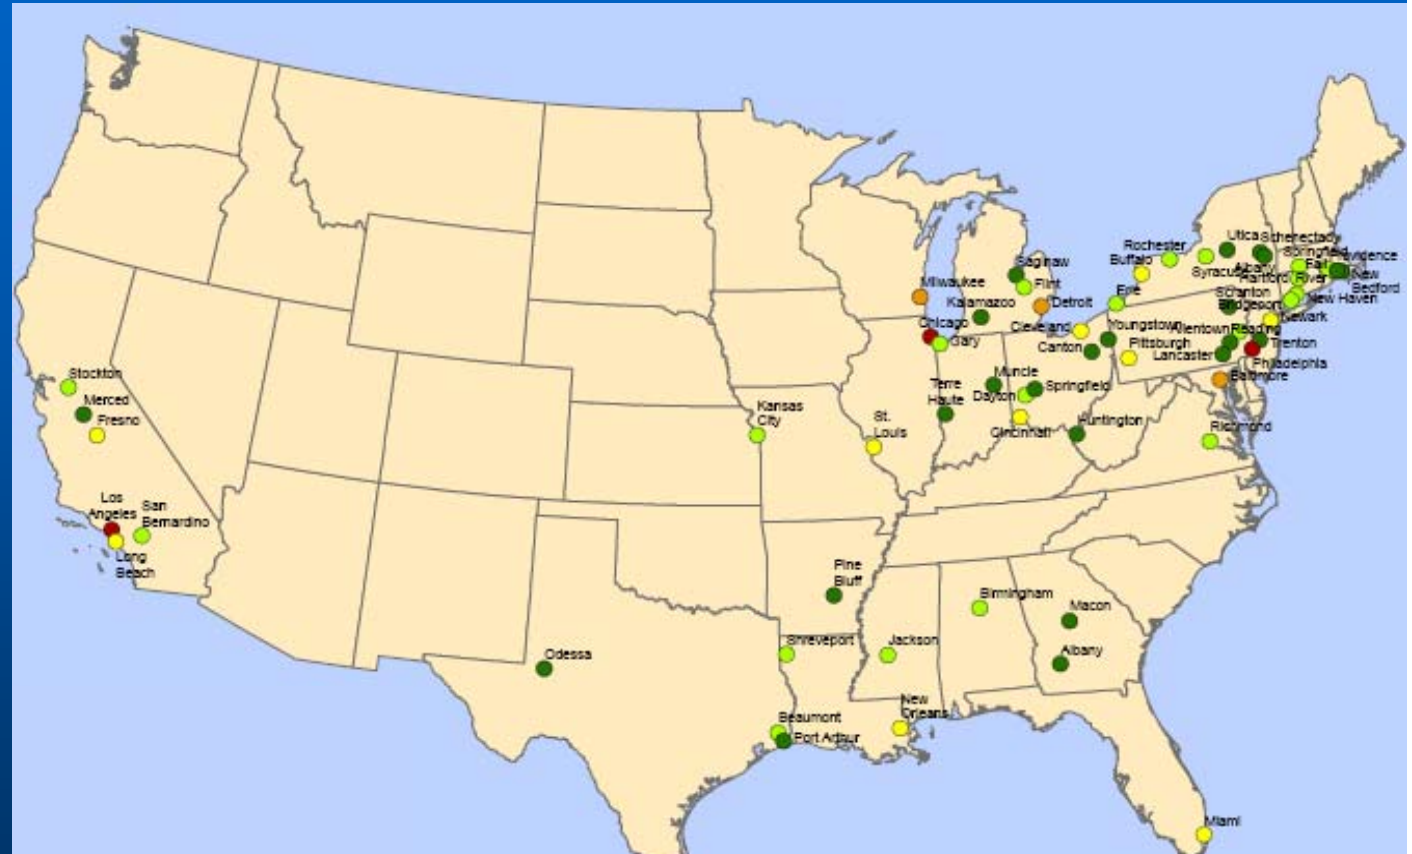 Utica
Schenectady
Rochester
Springfield
Buffalo
Fall
Providence
Saginaw
Syracuse
Albany
New
Hartford
River
Bedford
Milwaukee
Flint
Erie
Scranton
Kalamazoo
Detroit
Bridgeport
New Haven
Newark
Chicago
Cleveland
Youngstown
Allentown
Reading
Gary
Canton
Pittsburgh
Trenton
Lancaster
Philadelphia
Stockton
Muncie
Baltimore
Terre
Haute
Springfield
Dayton
Merced
Kansas
City
St.
Louis
Fresno
Cincinnati
Huntington
Richmond
Los
Angeles
San
Bernardino
Long
Beach
Pine
Bluff
Birmingham
Macon
Shreveport
Jackson
Albany
Odessa
New
Orleans
Beaumont
Port Arthur
Miami